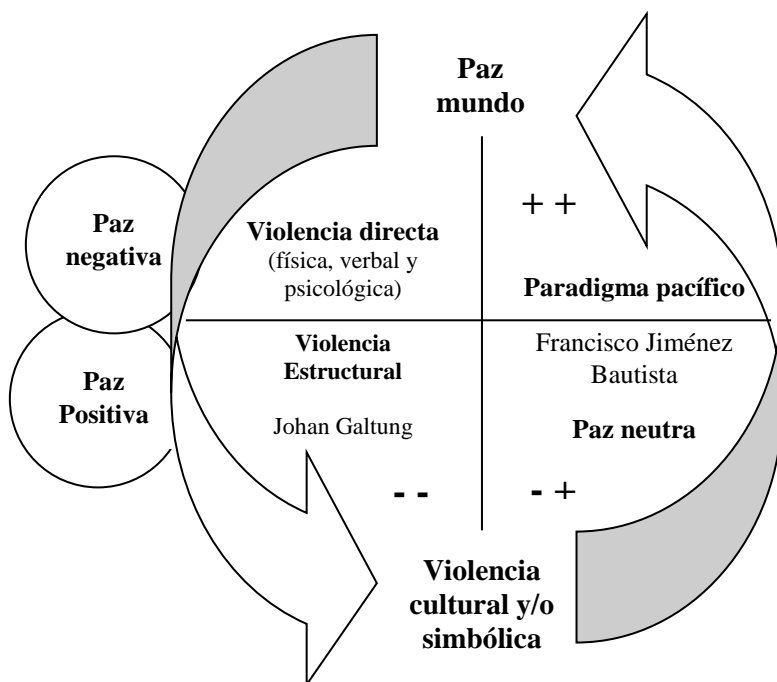 Paz
mundo
+ +
Paz
negativa
Violencia directa
(física, verbal y
psicológica)
Paradigma pacífico
Paz
Positiva
Violencia
Estructural
Johan Galtung
Francisco Jiménez
Bautista
Paz neutra
- -
- +
Violencia
cultural y/o
simbólica